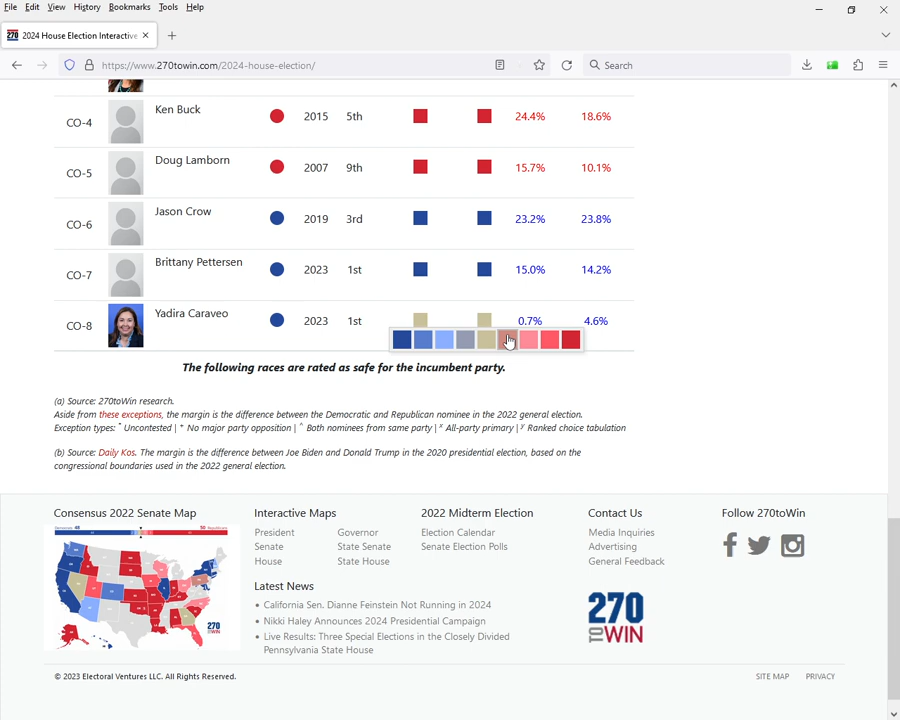 File Edit View History Bookmarks Tools Help
270 2024 House Election Interactive
https://www.270towin.com/2024-house-election/
Search
CO-4 Ken Buck 2015 5th 24.4% 18.6%
CO-5 Doug Lamborn 2007 9th 15.7% 10.1%
CO-6 Jason Crow 2019 3rd 23.2% 23.8%
CO-7 Brittany Pettersen 2023 1st 15.0% 14.2%
CO-8 Yadira Caraveo 2023 1st 0.7% 4.6%
The following races are rated as safe for the incumbent party.
(a) Source: 270toWin research.
Aside from these exceptions, the margin is the difference between the Democratic and Republican nominee in the 2022 general election.
Exception types: * Uncontested | + No major party opposition | ^ Both nominees from same party | x All-party primary | y Ranked choice tabulation
(b) Source: Daily Kos. The margin is the difference between Joe Biden and Donald Trump in the 2020 presidential election, based on the
congressional boundaries used in the 2022 general election.
Consensus 2022 Senate Map
Democratic 48
50 Republicans
270
TO WIN
Interactive Maps
President Governor
Senate State Senate
House State House
Latest News
• California Sen. Dianne Feinstein Not Running in 2024
• Nikki Haley Announces 2024 Presidential Campaign
• Live Results: Three Special Elections in the Closely Divided
Pennsylvania State House
2022 Midterm Election
Election Calendar
Senate Election Polls
Contact Us
Media Inquiries
Advertising
General Feedback
270
TO WIN
Follow 270toWin
© 2023 Electoral Ventures LLC. All Rights Reserved.
SITE MAP PRIVACY